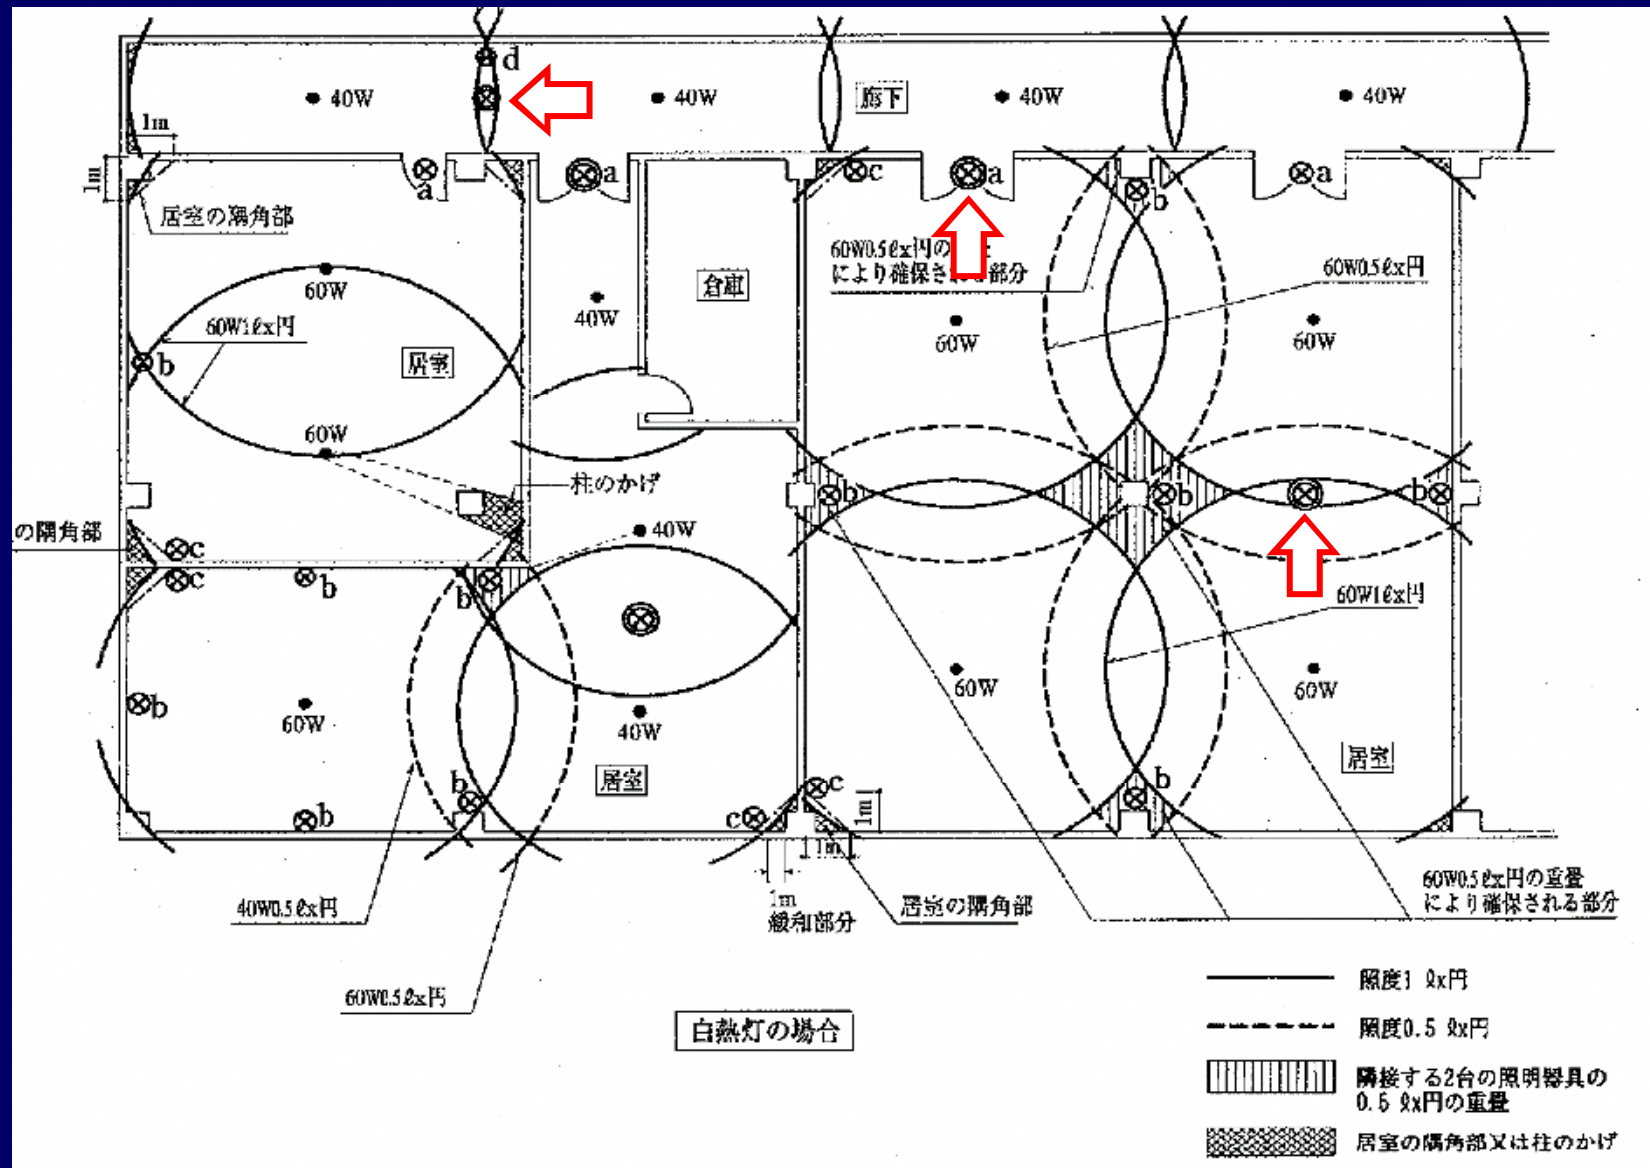 d
40W
40W
廊下
40W
40W
1m
1m
a
a
c
a
b
a
居室の隅角部
60W0.5ℓx円の
により確保さ
部分
60W0.5ℓx円
60W
倉庫
40W
60W
60W
60W1ℓx円
居室
b
60W
柱のかげ
b
b
b
の隅角部
40W
c
c
b
b
60W1ℓx円
b
60W
40W
60W
60W
居室
居室
b
b
b
c
c
1m
1m
1m
緩和部分
居室の隅角部
60W0.5ℓx円の重畳
により確保される部分
40W0.5ℓx円
60W0.5ℓx円
白熱灯の場合
照度1 ℓx円
照度0.5 ℓx円
隣接する2台の照明器具の
0.5 ℓx円の重畳
居室の隅角部又は柱のかげ